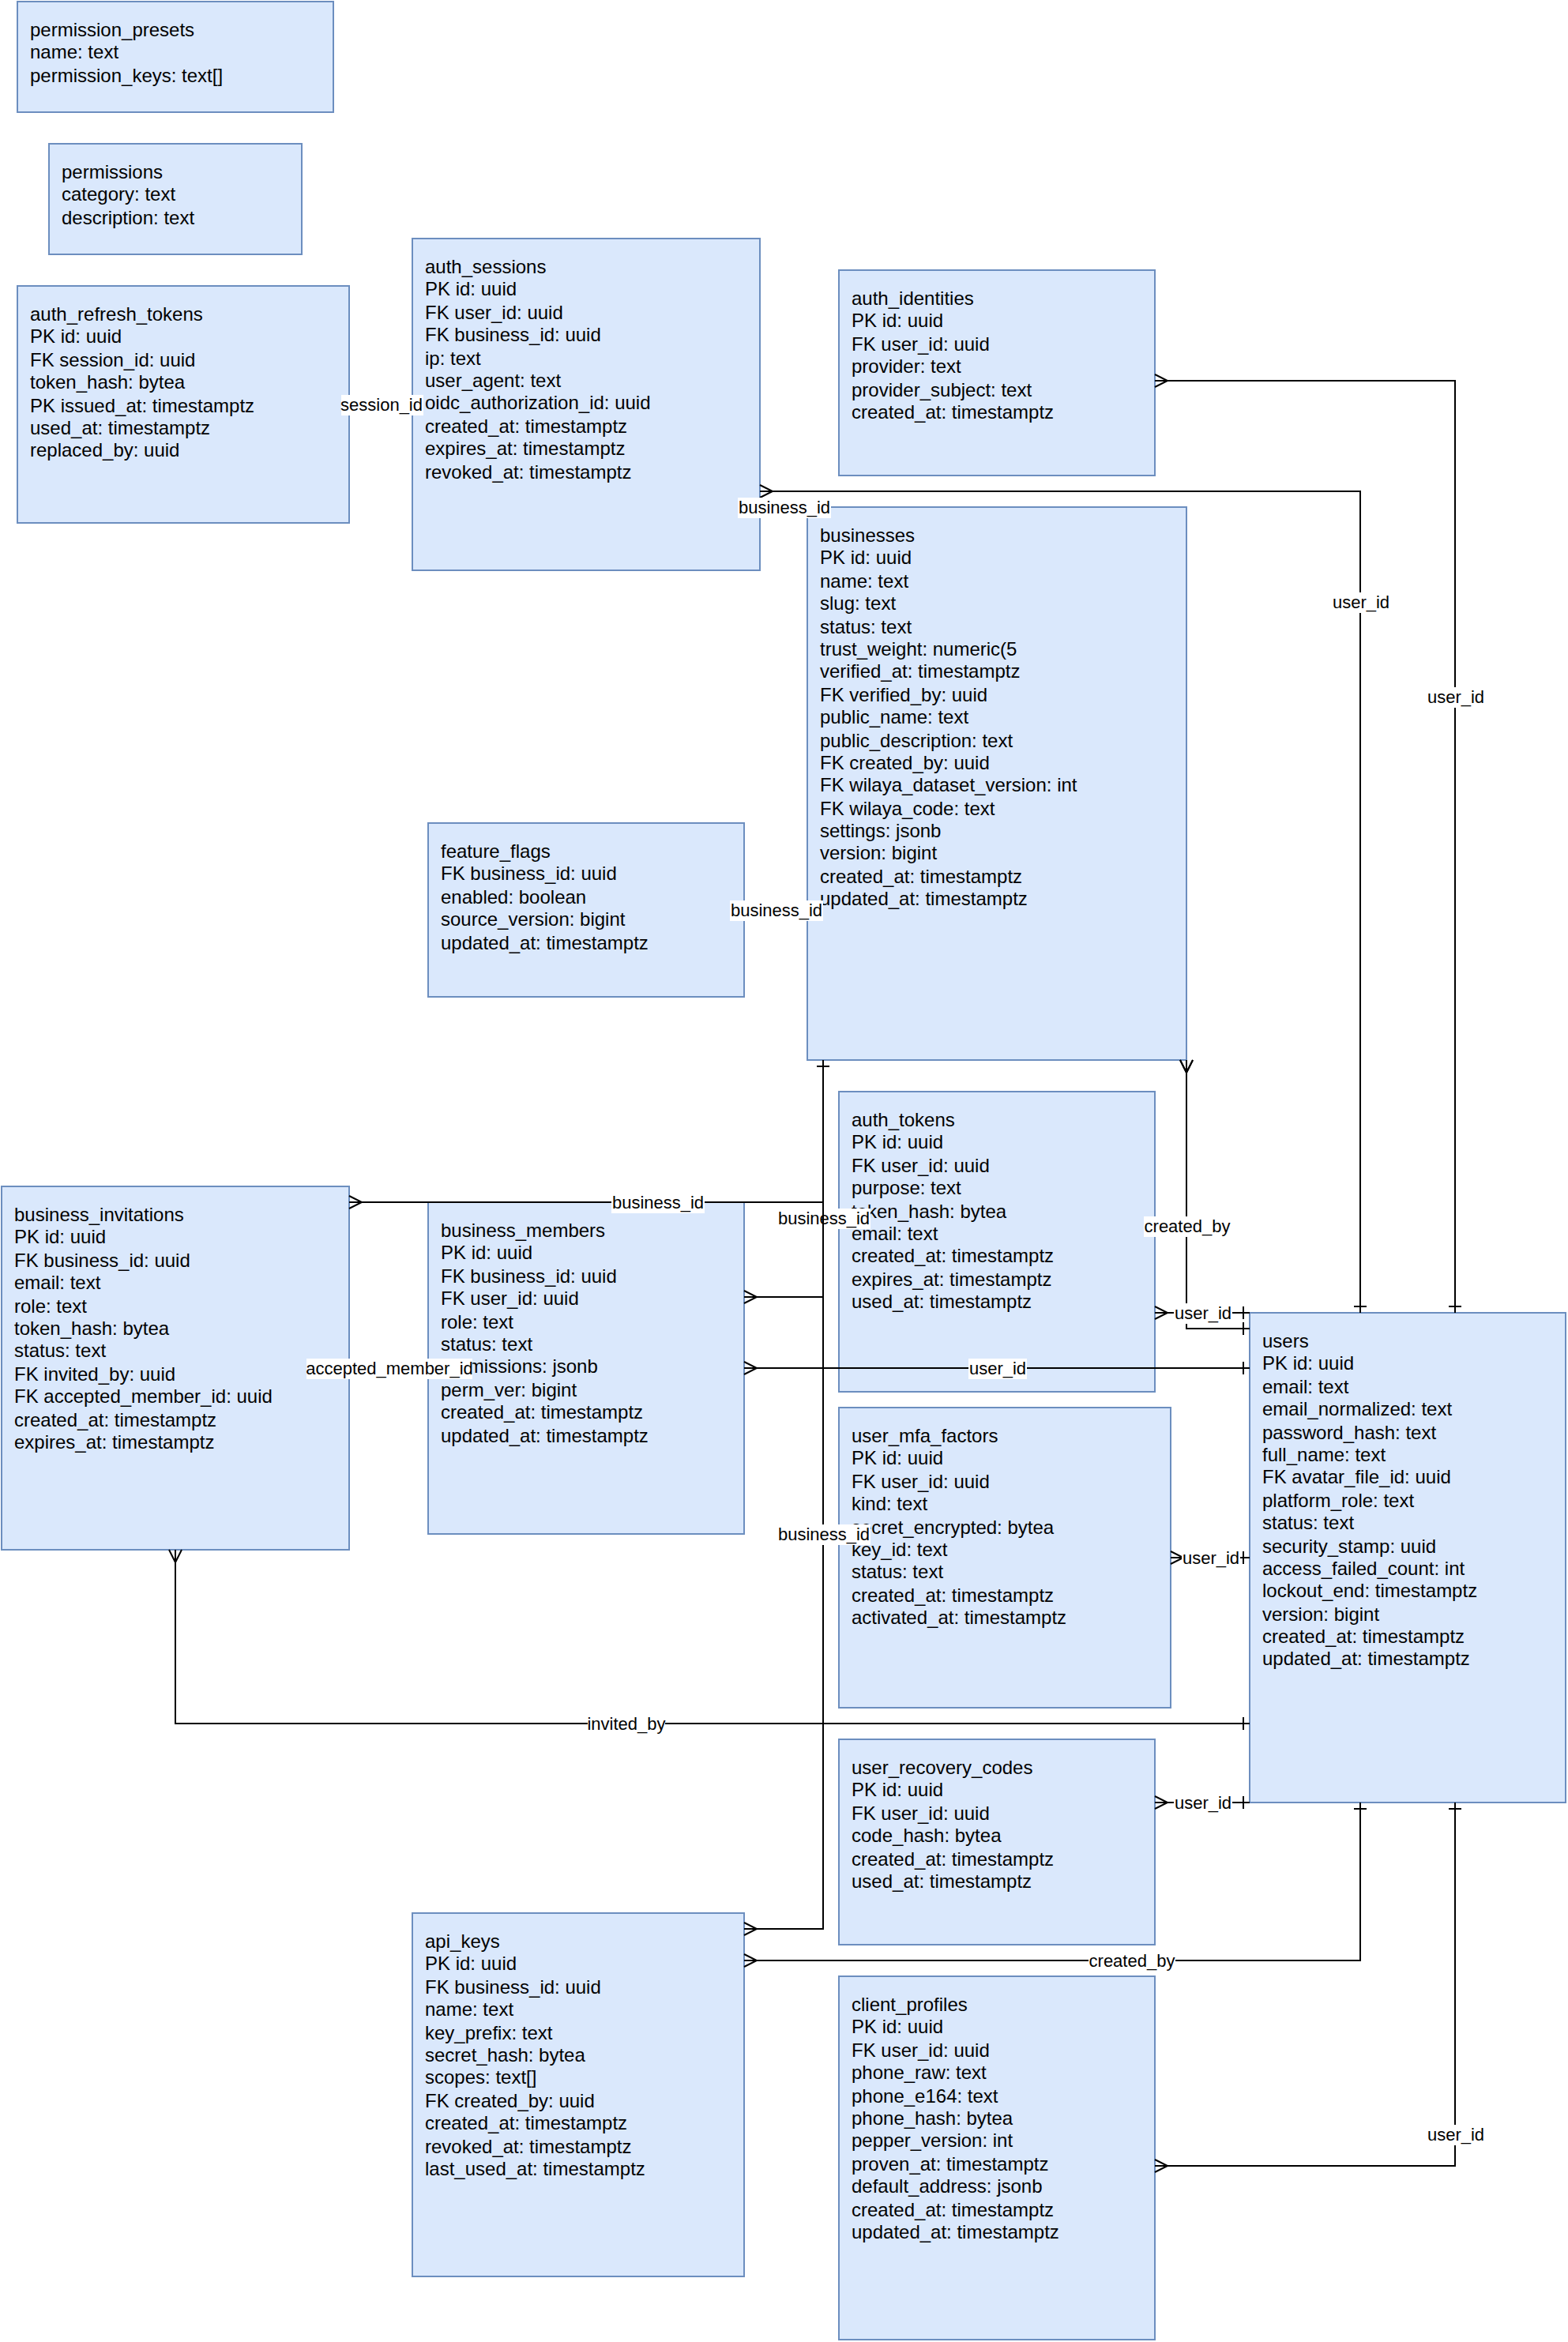 permission_presets
name: text
permission_keys: text[]
permissions
category: text
description: text
auth_refresh_tokens
PK id: uuid
FK session_id: uuid
token_hash: bytea
PK issued_at: timestamptz
used_at: timestamptz
replaced_by: uuid
session_id
auth_sessions
PK id: uuid
FK user_id: uuid
FK business_id: uuid
ip: text
user_agent: text
oidc_authorization_id: uuid
created_at: timestamptz
expires_at: timestamptz
revoked_at: timestamptz
auth_identities
PK id: uuid
FK user_id: uuid
provider: text
provider_subject: text
created_at: timestamptz
business_id
user_id
user_id
businesses
PK id: uuid
name: text
slug: text
status: text
trust_weight: numeric(5
verified_at: timestamptz
FK verified_by: uuid
public_name: text
public_description: text
FK created_by: uuid
FK wilaya_dataset_version: int
FK wilaya_code: text
settings: jsonb
version: bigint
created_at: timestamptz
updated_at: timestamptz
feature_flags
FK business_id: uuid
enabled: boolean
source_version: bigint
updated_at: timestamptz
business_id
auth_tokens
PK id: uuid
FK user_id: uuid
purpose: text
token_hash: bytea
email: text
created_at: timestamptz
expires_at: timestamptz
used_at: timestamptz
business_id
business_id
created_by
user_id
business_invitations
PK id: uuid
FK business_id: uuid
email: text
role: text
token_hash: bytea
status: text
FK invited_by: uuid
FK accepted_member_id: uuid
created_at: timestamptz
expires_at: timestamptz
accepted_member_id
business_members
PK id: uuid
FK business_id: uuid
FK user_id: uuid
role: text
status: text
missions: jsonb
perm_ver: bigint
created_at: timestamptz
updated_at: timestamptz
user_id
users
PK id: uuid
email: text
email_normalized: text
password_hash: text
full_name: text
FK avatar_file_id: uuid
platform_role: text
status: text
security_stamp: uuid
access_failed_count: int
lockout_end: timestamptz
version: bigint
created_at: timestamptz
updated_at: timestamptz
user_mfa_factors
PK id: uuid
FK user_id: uuid
kind: text
secret_encrypted: bytea
key_id: text
status: text
created_at: timestamptz
activated_at: timestamptz
business_id
user_id
invited_by
user_recovery_codes
PK id: uuid
FK user_id: uuid
code_hash: bytea
created_at: timestamptz
used_at: timestamptz
user_id
api_keys
PK id: uuid
FK business_id: uuid
name: text
key_prefix: text
secret_hash: bytea
scopes: text[]
FK created_by: uuid
created_at: timestamptz
revoked_at: timestamptz
last_used_at: timestamptz
created_by
client_profiles
PK id: uuid
FK user_id: uuid
phone_raw: text
phone_e164: text
phone_hash: bytea
pepper_version: int
proven_at: timestamptz
default_address: jsonb
created_at: timestamptz
updated_at: timestamptz
user_id